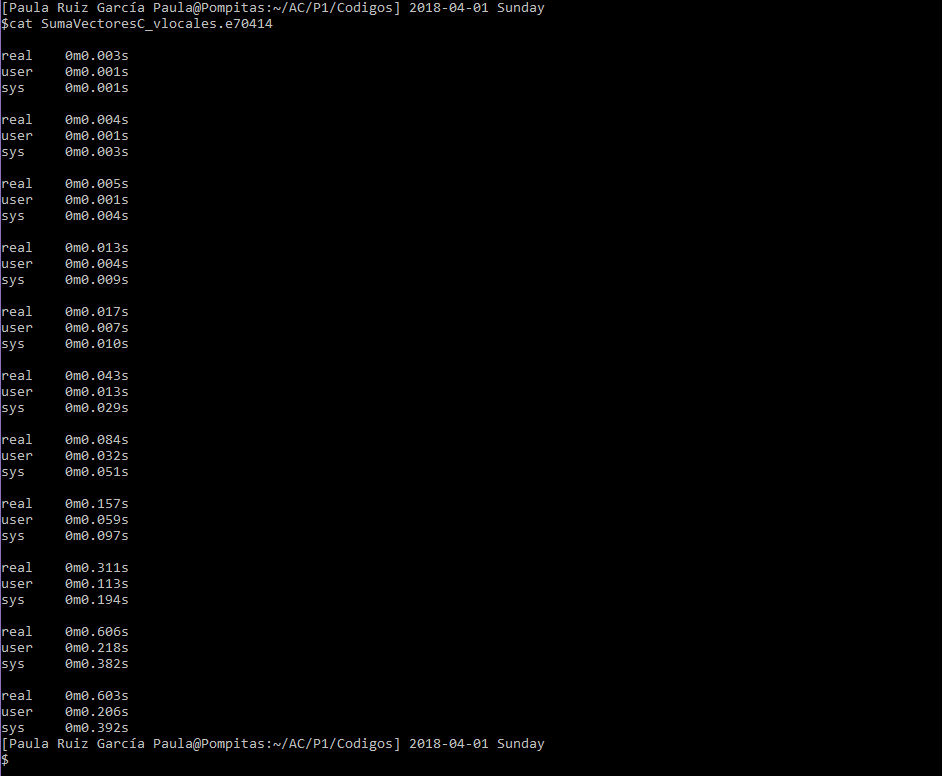 [Paula Ruiz García Paula@Pompitas:~/AC/P1/Codigos] 2018-04-01 Sunday
$cat SumaVectoresC_vlocales.e70414

real    0m0.003s
user    0m0.001s
sys     0m0.001s

real    0m0.004s
user    0m0.001s
sys     0m0.003s

real    0m0.005s
user    0m0.001s
sys     0m0.004s

real    0m0.013s
user    0m0.004s
sys     0m0.009s

real    0m0.017s
user    0m0.007s
sys     0m0.010s

real    0m0.043s
user    0m0.013s
sys     0m0.029s

real    0m0.084s
user    0m0.032s
sys     0m0.051s

real    0m0.157s
user    0m0.059s
sys     0m0.097s

real    0m0.311s
user    0m0.113s
sys     0m0.194s

real    0m0.606s
user    0m0.218s
sys     0m0.382s

real    0m0.603s
user    0m0.206s
sys     0m0.392s
[Paula Ruiz García Paula@Pompitas:~/AC/P1/Codigos] 2018-04-01 Sunday
$